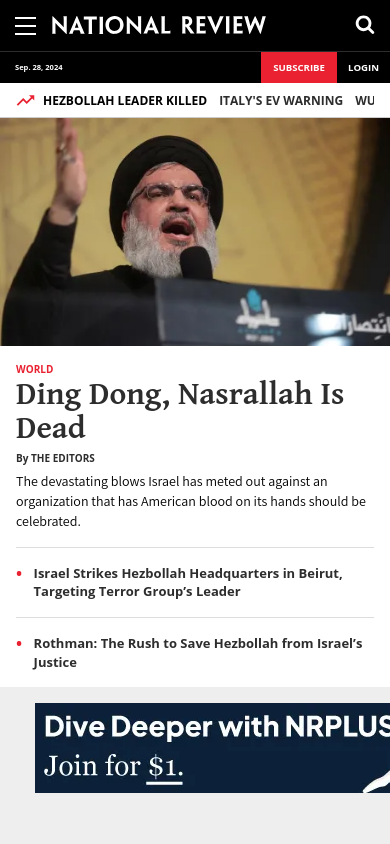 NATIONAL REVIEW
Sep. 28, 2024
SUBSCRIBE
LOGIN
HEZBOLLAH LEADER KILLED ITALY'S EV WARNING WU
WORLD
Ding Dong, Nasrallah Is
Dead
By THE EDITORS
The devastating blows Israel has meted out against an
organization that has American blood on its hands should be
celebrated.
• Israel Strikes Hezbollah Headquarters in Beirut,
Targeting Terror Group’s Leader
• Rothman: The Rush to Save Hezbollah from Israel’s
Justice
Dive Deeper with NRPLUS
Join for $1.